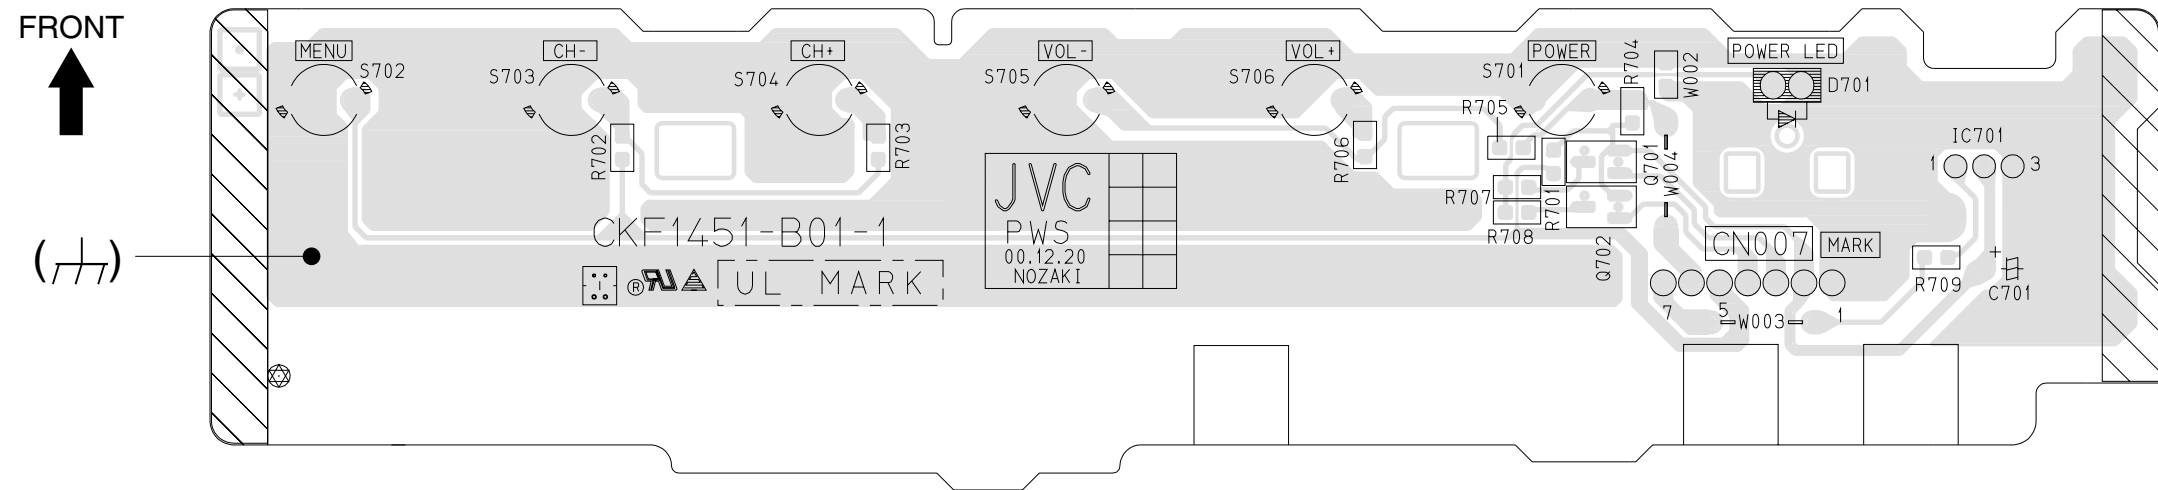 FRONT
MENU
S702
CH-
S703
CH+
S704
VOL-
S705
VOL+
S706
POWER
S701
R704
W002
POWER LED
D701
R705
IC701
1
3
R702
R703
R706
Q701
W004
R707
R701
R708
Q702
JVC
PWS
00.12.20
NOZAKI
CKF1451-B01-1
( )
CN007
MARK
R709
+
C701
® UL MARK
7
5
W003
1